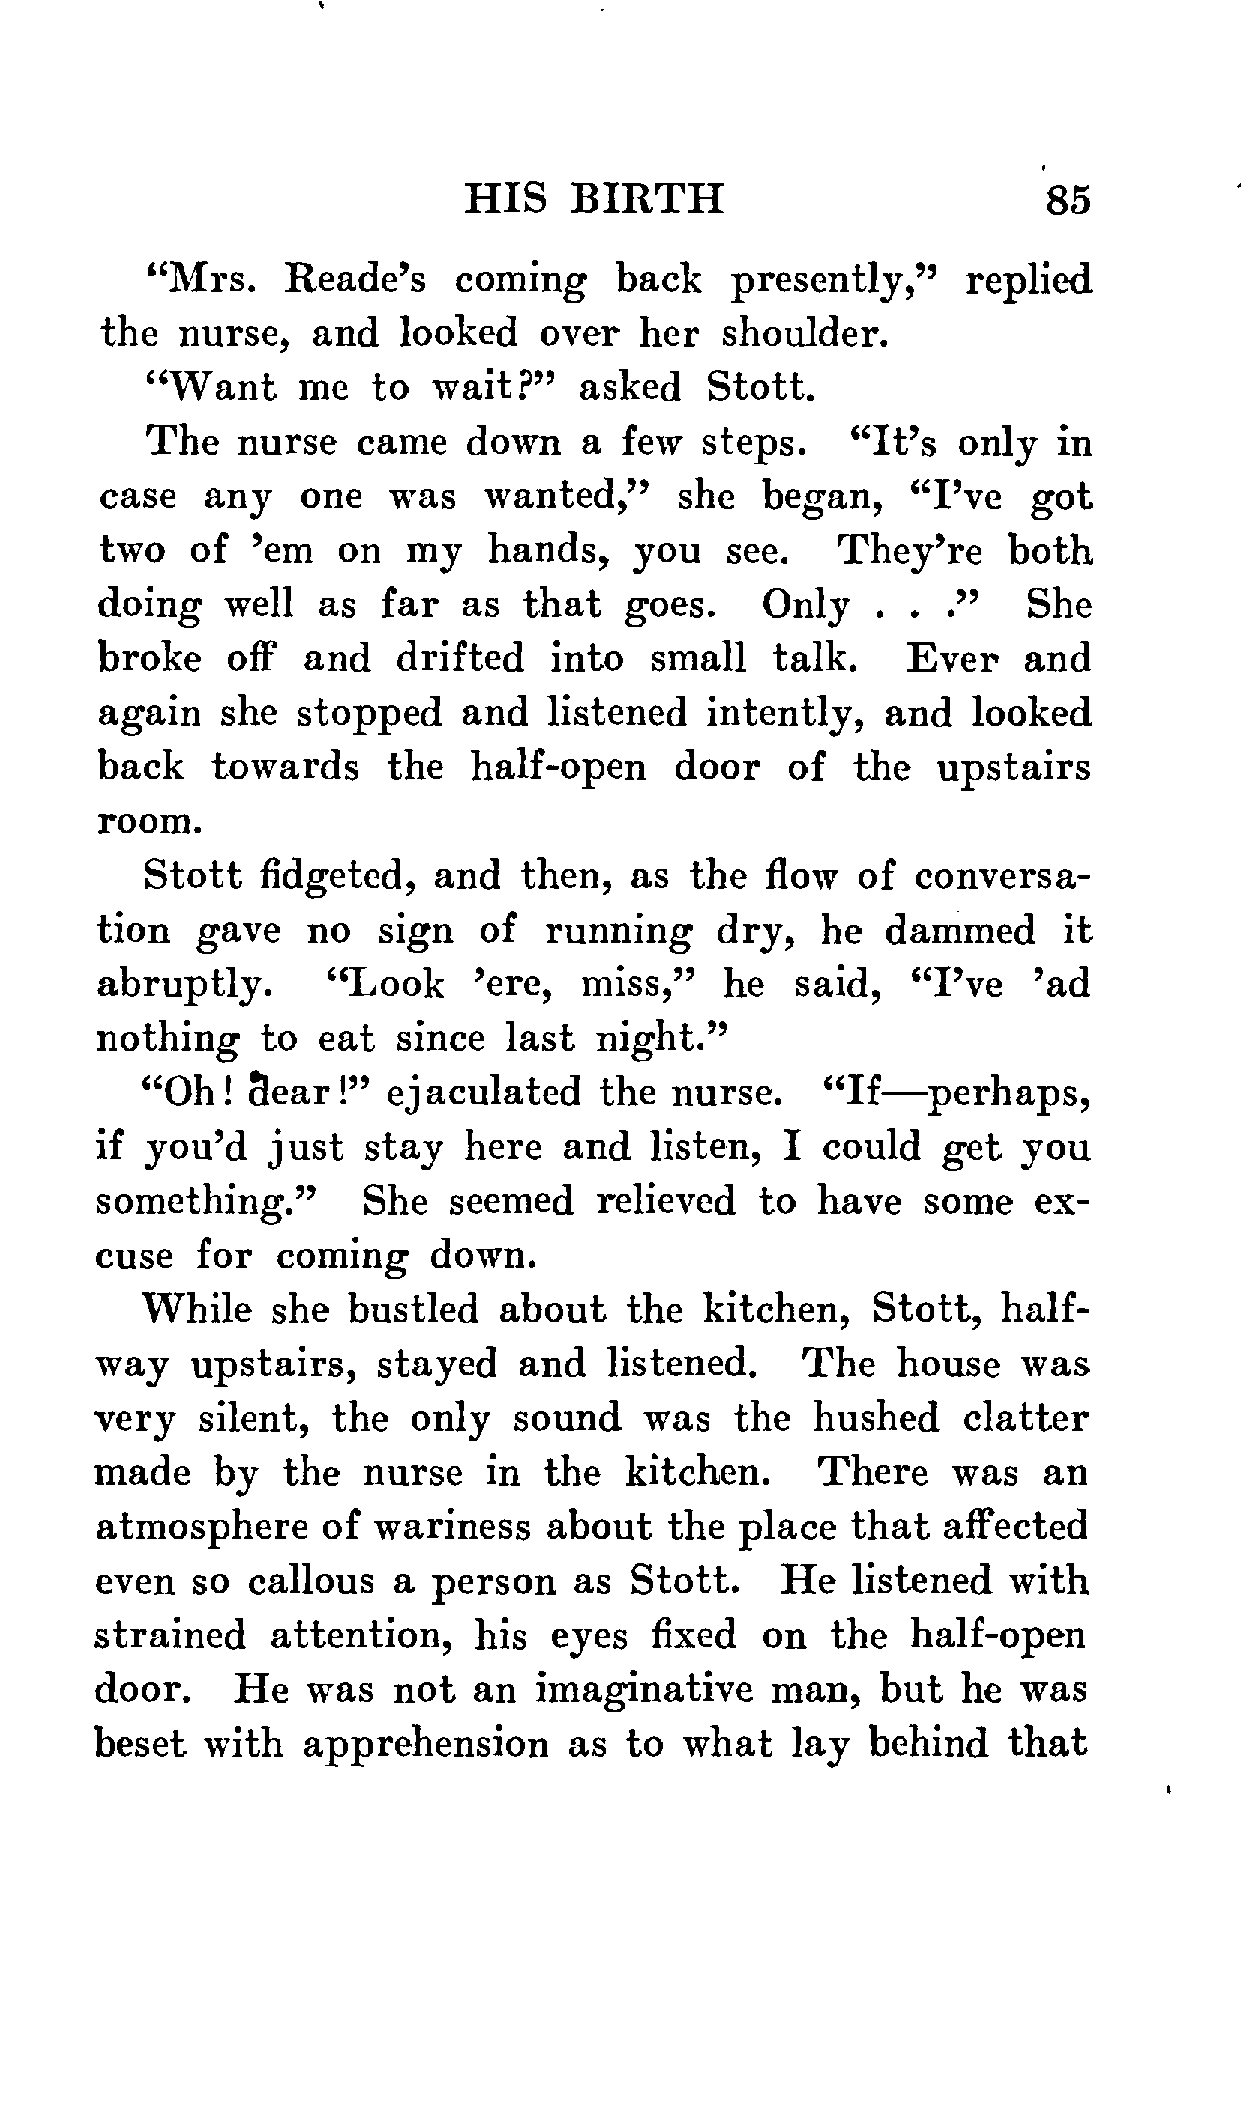 HIS BIRTH 85
“Mrs. Reade’s coming back presently,” replied
the nurse, and looked over her shoulder.
“Want me to wait?” asked Stott.
The nurse came down a few steps. “It’s only in
case any one was wanted,” she began, “I’ve got
two of ’em on my hands, you see. They’re both
doing well as far as that goes. Only . . .” She
broke off and drifted into small talk. Ever and
again she stopped and listened intently, and looked
back towards the half-open door of the upstairs
room.
Stott fidgeted, and then, as the flow of conversa-
tion gave no sign of running dry, he dammed it
abruptly. “Look ’ere, miss,” he said, “I’ve ’ad
nothing to eat since last night.”
“Oh! dear!” ejaculated the nurse. “If—perhaps,
if you’d just stay here and listen, I could get you
something.” She seemed relieved to have some ex-
cuse for coming down.
While she bustled about the kitchen, Stott, half-
way upstairs, stayed and listened. The house was
very silent, the only sound was the hushed clatter
made by the nurse in the kitchen. There was an
atmosphere of wariness about the place that affected
even so callous a person as Stott. He listened with
strained attention, his eyes fixed on the half-open
door. He was not an imaginative man, but he was
beset with apprehension as to what lay behind that